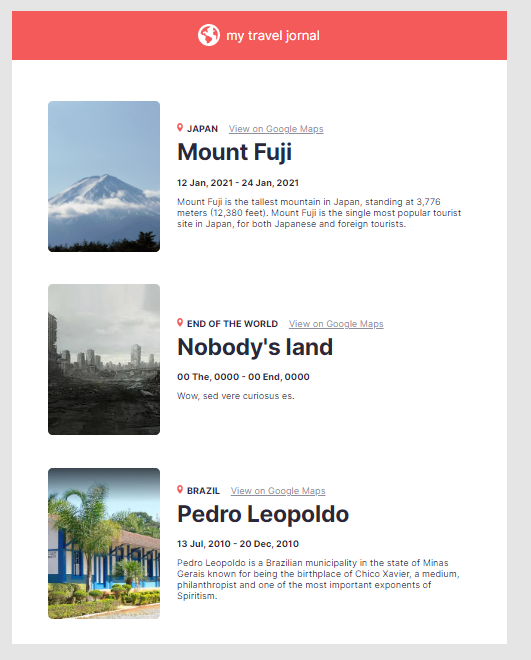 my travel jornal
JAPAN View on Google Maps
Mount Fuji
12 Jan, 2021 - 24 Jan, 2021
Mount Fuji is the tallest mountain in Japan, standing at 3,776
meters (12,380 feet). Mount Fuji is the single most popular tourist
site in Japan, for both Japanese and foreign tourists.
END OF THE WORLD View on Google Maps
Nobody's land
00 The, 0000 - 00 End, 0000
Wow, sed vere curiosus es.
BRAZIL View on Google Maps
Pedro Leopoldo
13 Jul, 2010 - 20 Dec, 2010
Pedro Leopoldo is a Brazilian municipality in the state of Minas
Gerais known for being the birthplace of Chico Xavier, a medium,
philanthropist and one of the most important exponents of
Spiritism.